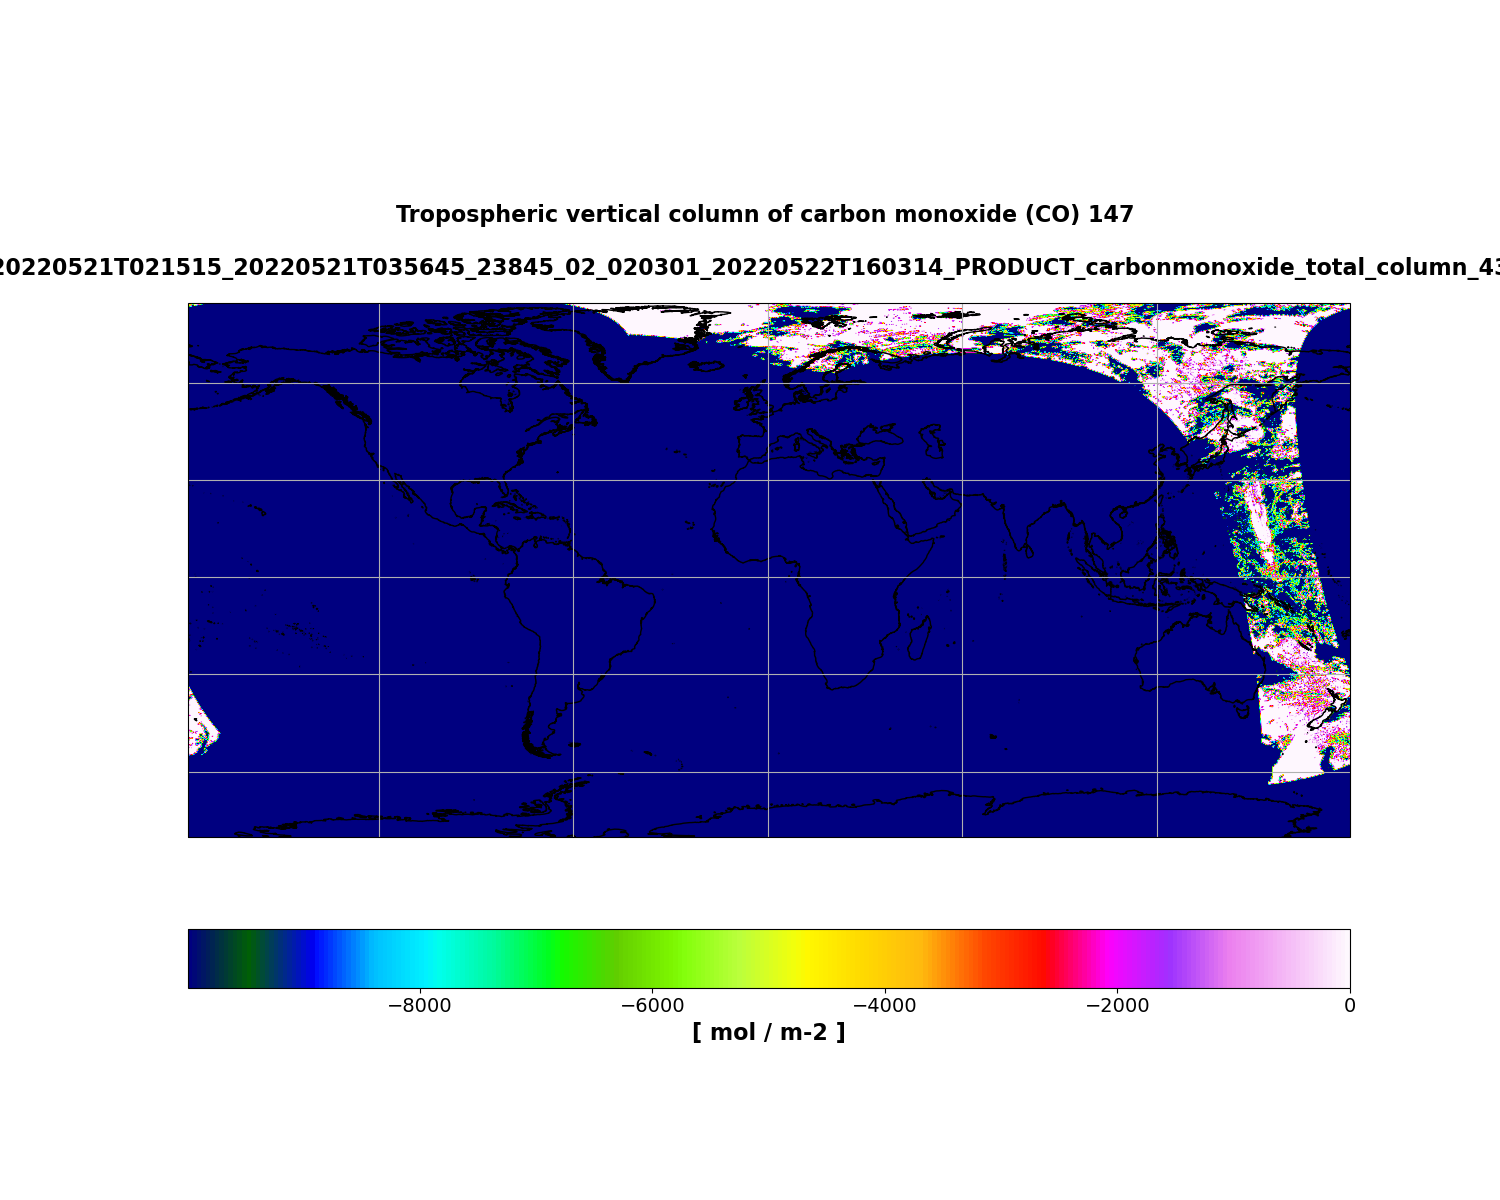 Tropospheric vertical column of carbon monoxide (CO) 147
20220521T021515_20220521T035645_23845_02_020301_20220522T160314_PRODUCT_carbonmonoxide_total_column_43
−8000 −6000 −4000 −2000 0
[ mol / m-2 ]